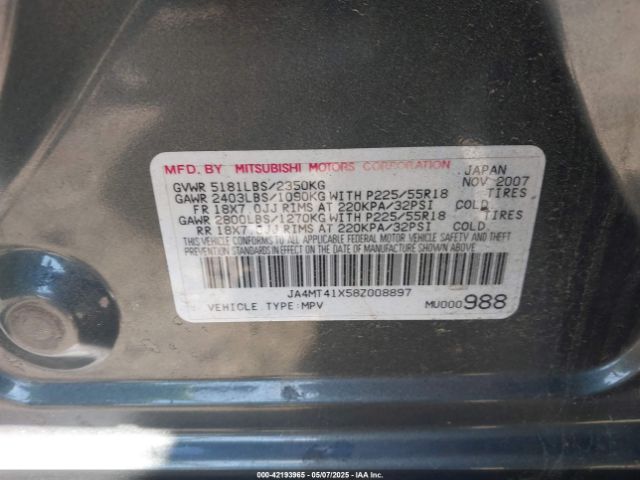 MFD. BY MITSUBISHI MOTORS CORPORATION JAPAN
GVWR 5181LBS/2350KG NOV 2007
GAWR 2403LBS/1090KG WITH P225/55R18 TIRES
FR 18X7.0JJ RIMS AT 220KPA/32PSI COLD.
GAWR 2800LBS/1270KG WITH P225/55R18 TIRES
RR 18X7.0JJ RIMS AT 220KPA/32PSI COLD.
THIS VEHICLE CONFORMS TO ALL APPLICABLE FEDERAL MOTOR VEHICLE SAFETY AND THEFT
PREVENTION STANDARDS IN EFFECT ON THE DATE OF MANUFACTURE SHOWN ABOVE.
JA4MT41X58Z008897
VEHICLE TYPE:MPV MU000988
000-42193965 - 05/07/2025 - IAAI.COM